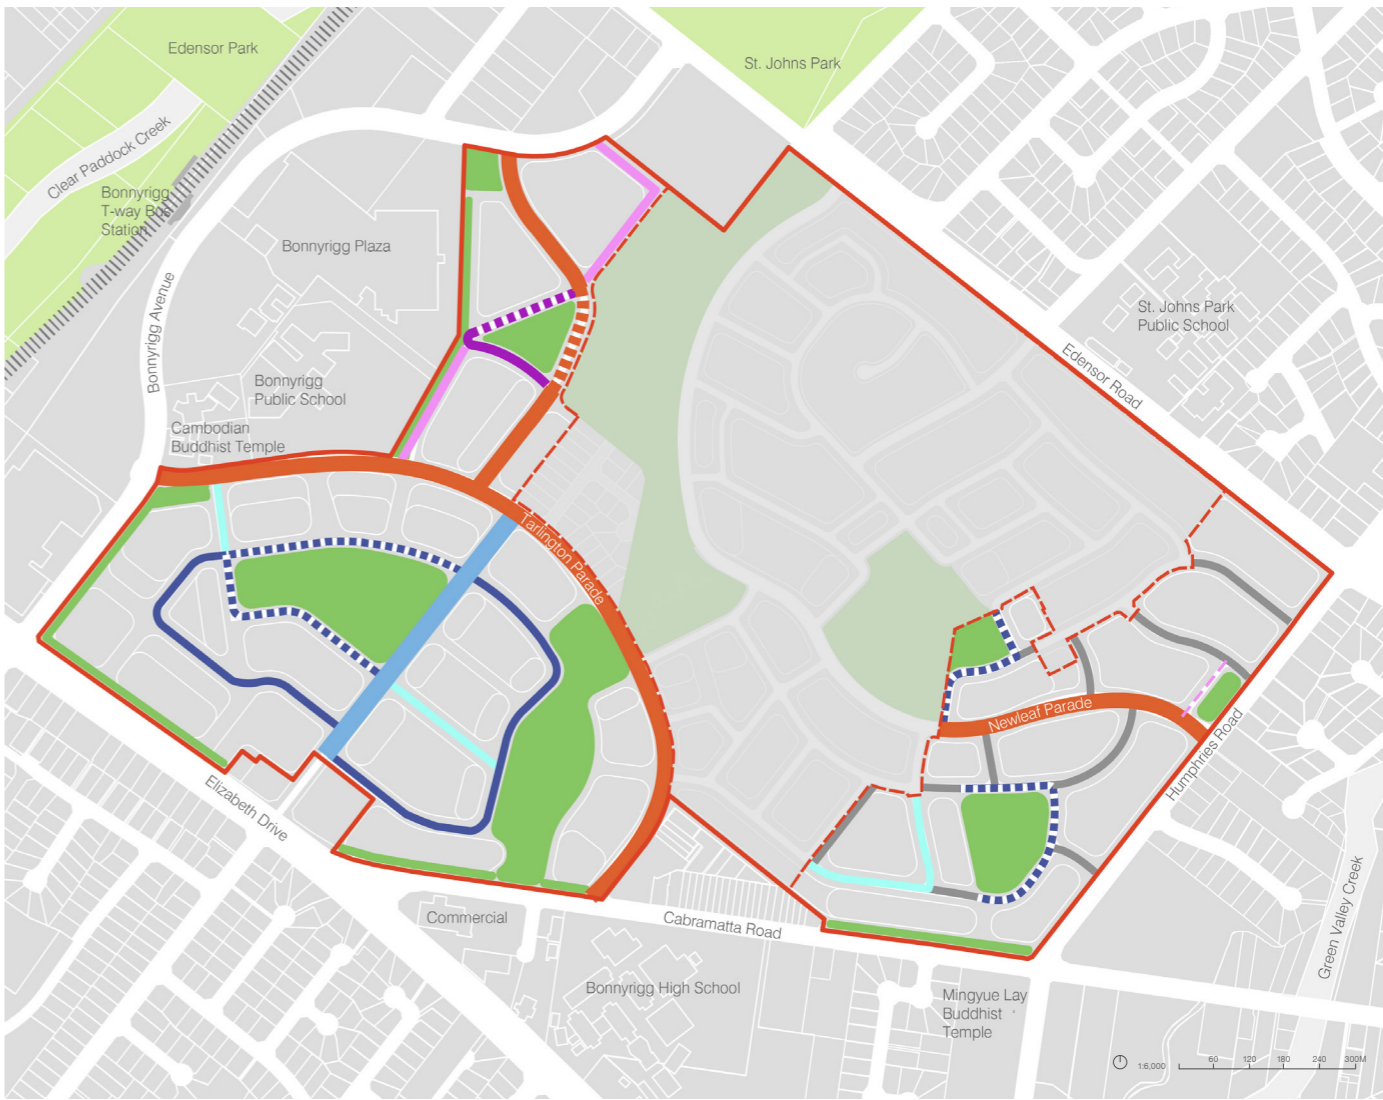 Edensor Park
St. Johns Park
Clear Paddock Creek
Bonnyrigg
T-way Bus
Station
Bonnyrigg Plaza
Bonnyrigg Avenue
St. Johns Park
Public School
Edensor Road
Bonnyrigg
Public School
Cambodian
Buddhist Temple
Tarlington Parade
Newleaf Parade
Humphries Road
Elizabeth Drive
Commercial
Cabramatta Road
Green Valley Creek
Bonnyrigg High School
Mingyue Lay
Buddhist
Temple
1:6,000 60 120 180 240 300M